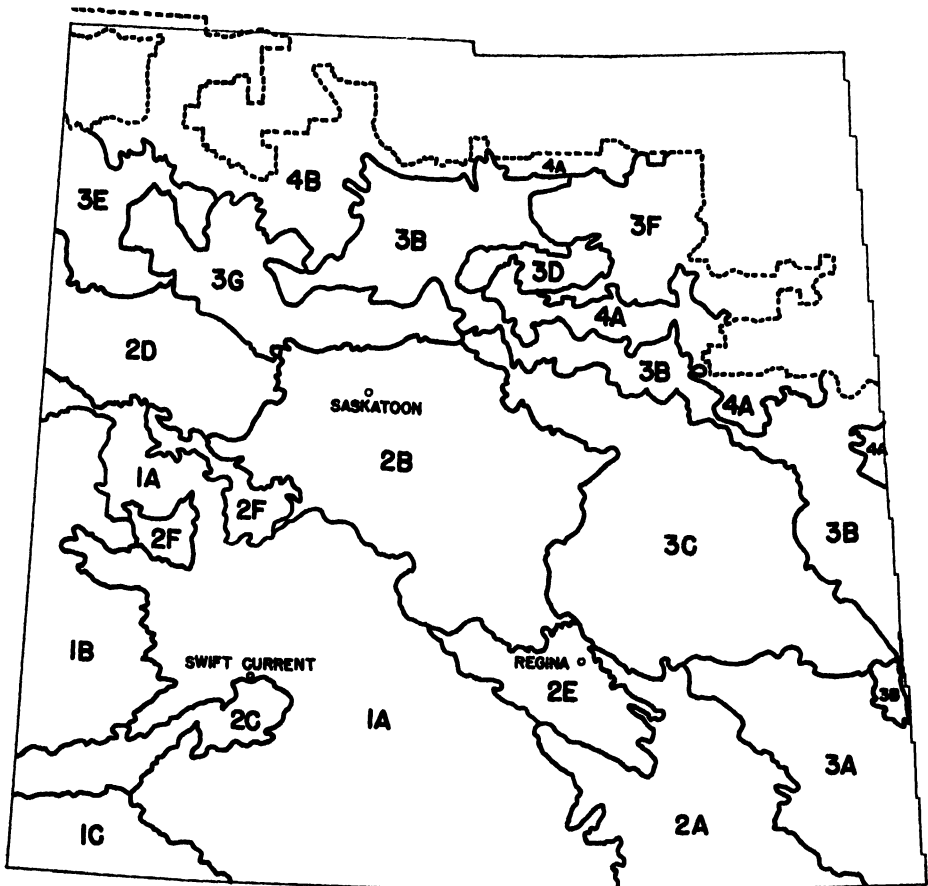 4A
4B
3E
3F
3B
3D
3G
4A
2D
3B
4A
SASKATOON
4A
2B
1A
2F
2F
3B
3C
1B
SWIFT CURRENT
REGINA
2E
3B
2C
1A
3A
2A
1C